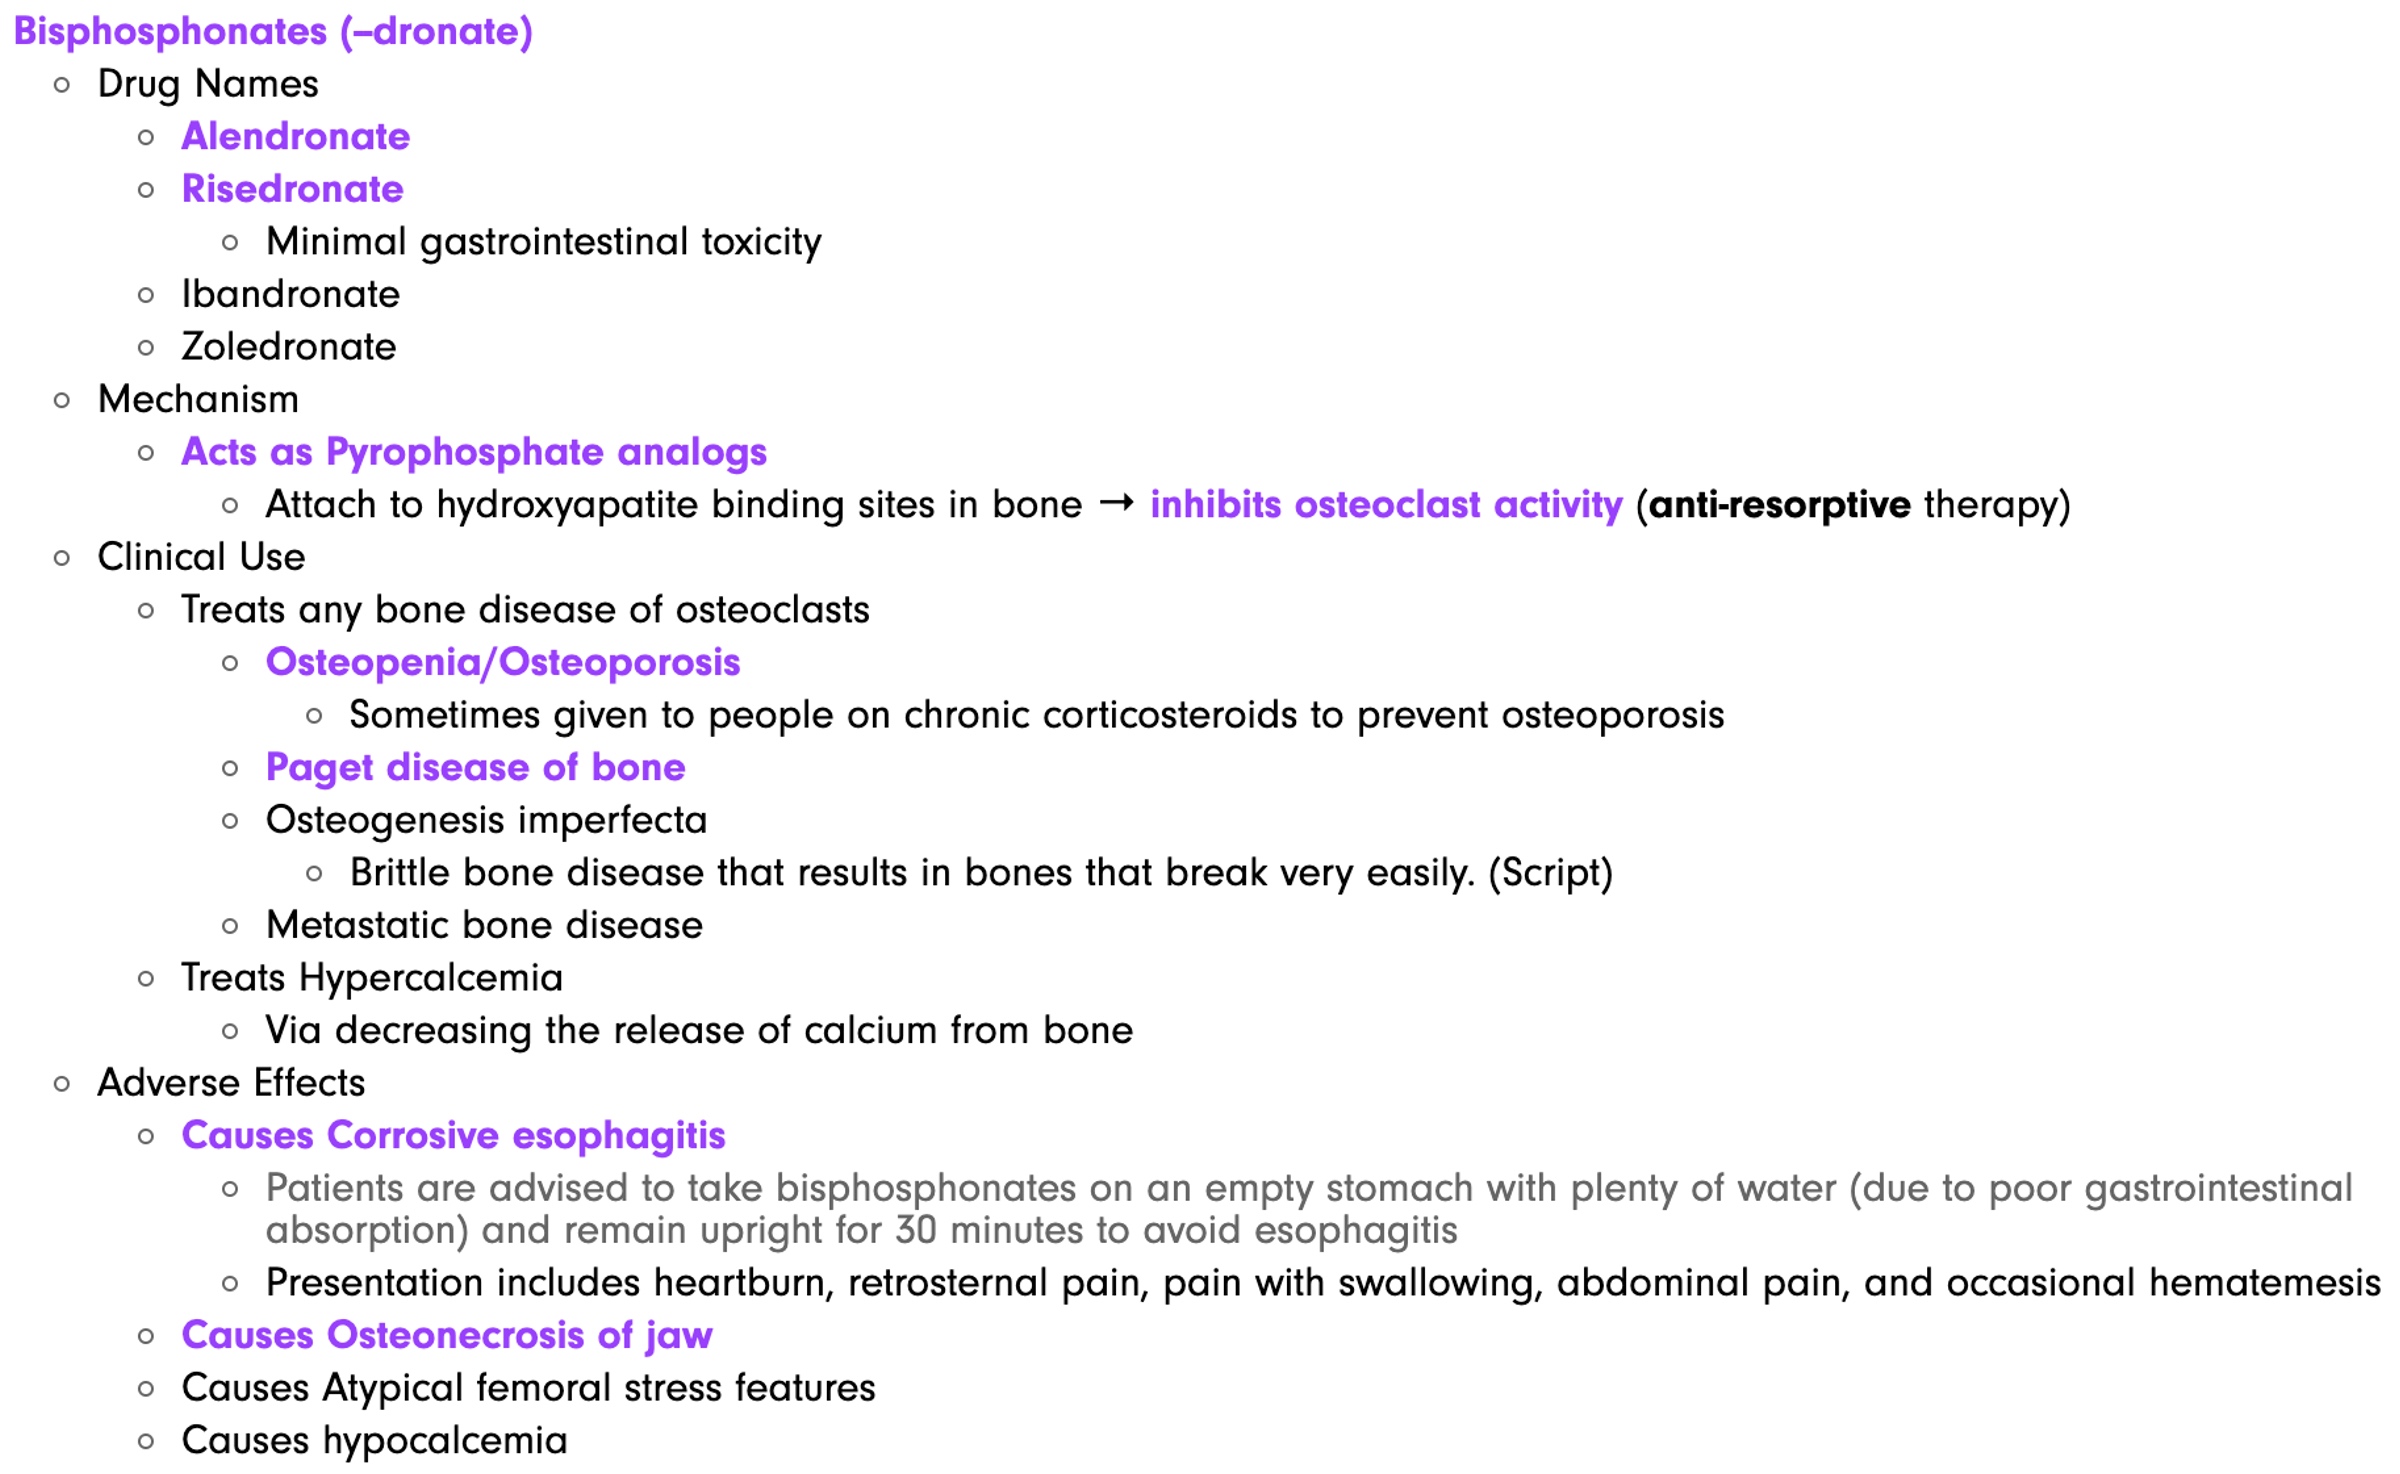 Bisphosphonates (–dronate)
Drug Names
Alendronate
Risedronate
Minimal gastrointestinal toxicity
Ibandronate
Zoledronate
Mechanism
Acts as Pyrophosphate analogs
Attach to hydroxyapatite binding sites in bone → inhibits osteoclast activity (anti-resorptive therapy)
Clinical Use
Treats any bone disease of osteoclasts
Osteopenia/Osteoporosis
Sometimes given to people on chronic corticosteroids to prevent osteoporosis
Paget disease of bone
Osteogenesis imperfecta
Brittle bone disease that results in bones that break very easily. (Script)
Metastatic bone disease
Treats Hypercalcemia
Via decreasing the release of calcium from bone
Adverse Effects
Causes Corrosive esophagitis
Patients are advised to take bisphosphonates on an empty stomach with plenty of water (due to poor gastrointestinal
absorption) and remain upright for 30 minutes to avoid esophagitis
Presentation includes heartburn, retrosternal pain, pain with swallowing, abdominal pain, and occasional hematemesis
Causes Osteonecrosis of jaw
Causes Atypical femoral stress features
Causes hypocalcemia